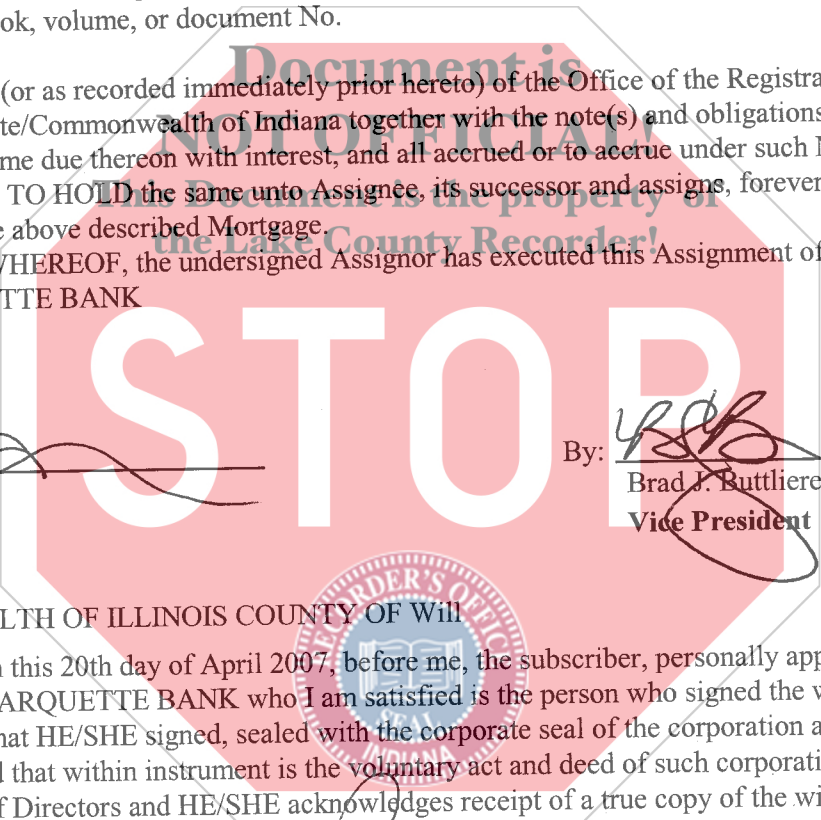 ok, volume, or document No.
Document is
(or as recorded immediately prior hereto) of the Office of the Registra
te/Commonwealth of Indiana together with the note(s) and obligations
NOT OFFICIAL!
me due thereon with interest, and all accrued or to accrue under such N
TO HOLD the same unto Assignee, its successor and assigns, forever
This Document is the property of
e above described Mortgage.
the Lake County Recorder!
WHEREOF, the undersigned Assignor has executed this Assignment of
TTE BANK
STOP
By:
Brad J. Buttliere
Vice President
RECORDER'S OFFICE
LTH OF ILLINOIS COUNTY OF Will
n this 20th day of April 2007, before me, the subscriber, personally app
ARQUETTE BANK who I am satisfied is the person who signed the w
hat HE/SHE signed, sealed with the corporate seal of the corporation a
SEAL
INDIANA
d that within instrument is the voluntary act and deed of such corporati
f Directors and HE/SHE acknowledges receipt of a true copy of the wi